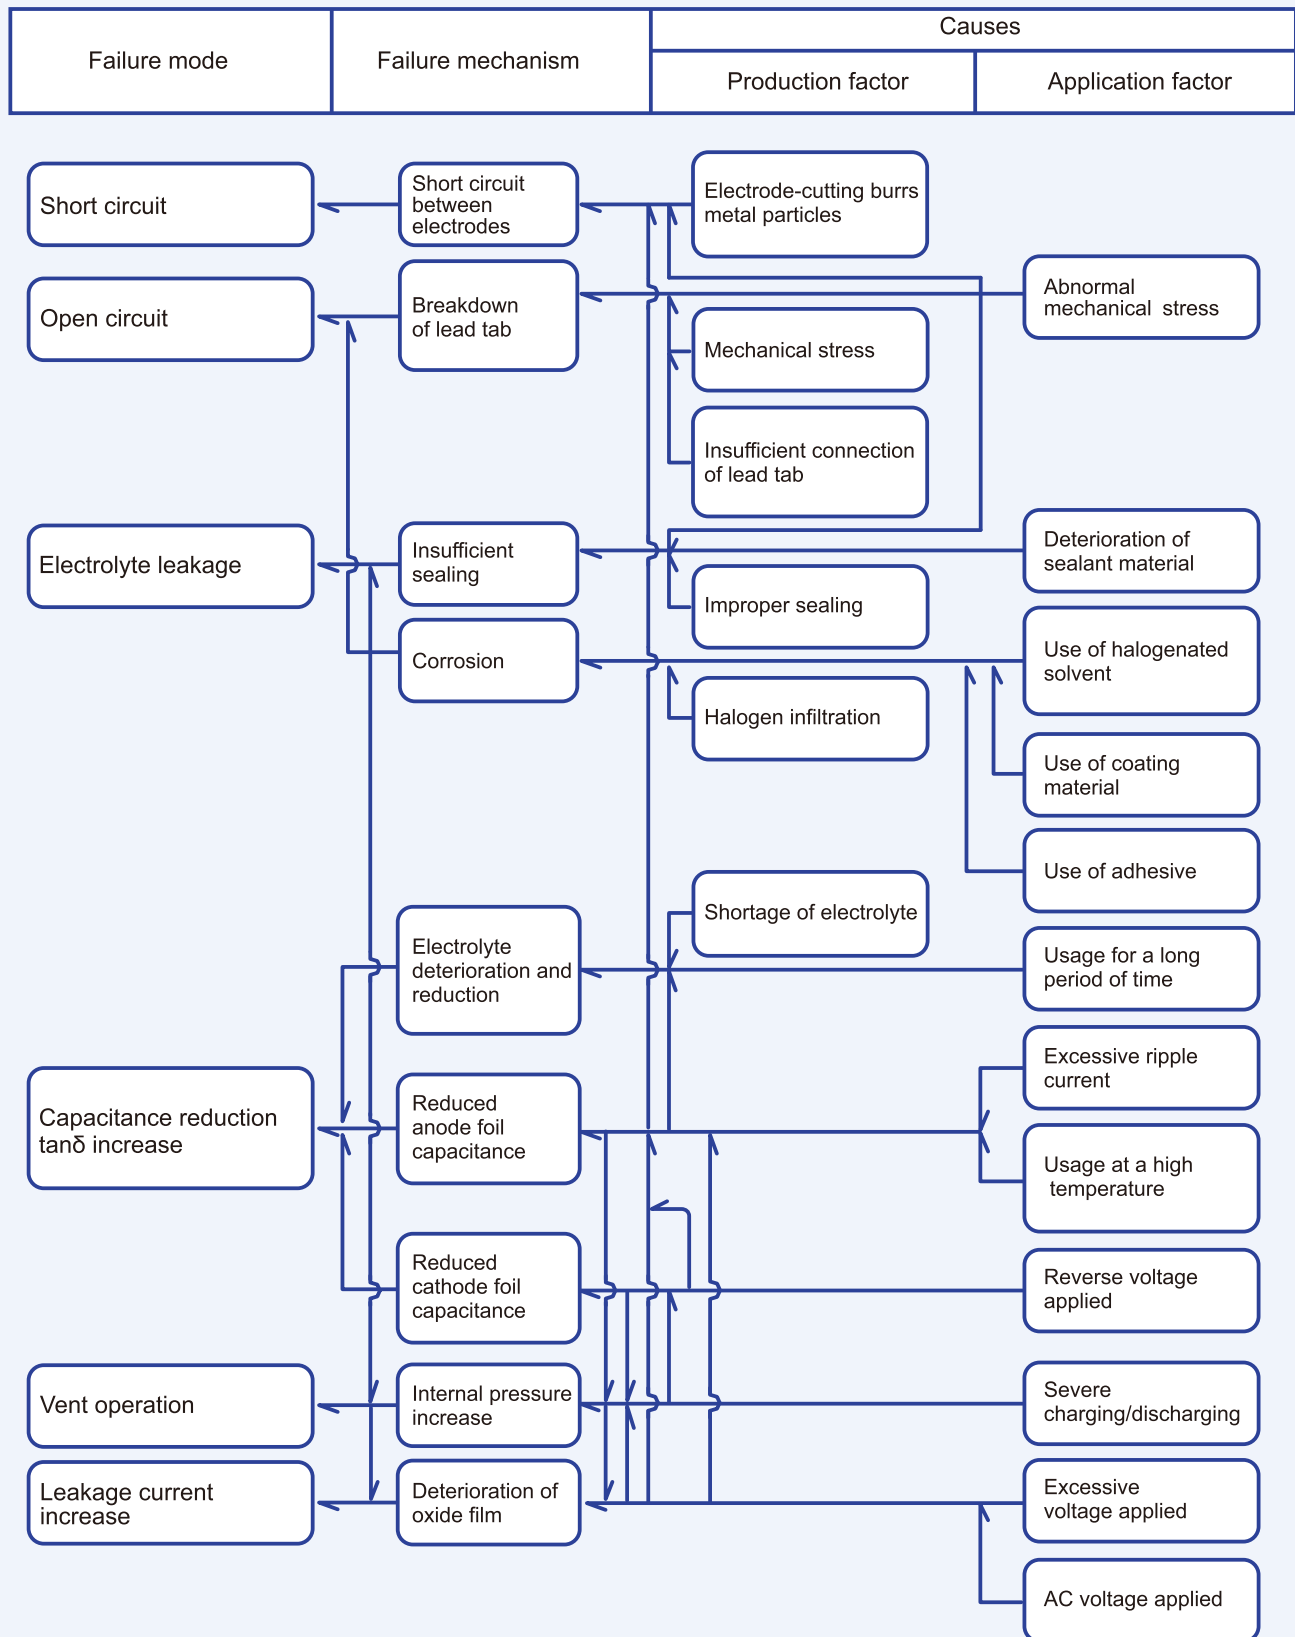 Failure mode
Failure mechanism
Causes
Production factor
Application factor
Short circuit
Short circuit
between
electrodes
Electrode-cutting burrs
metal particles
Open circuit
Breakdown
of lead tab
Abnormal
mechanical stress
Mechanical stress
Insufficient connection
of lead tab
Electrolyte leakage
Insufficient
sealing
Deterioration of
sealant material
Improper sealing
Corrosion
Use of halogenated
solvent
Halogen infiltration
Use of coating
material
Use of adhesive
Shortage of electrolyte
Electrolyte
deterioration and
reduction
Usage for a long
period of time
Excessive ripple
current
Capacitance reduction
tanδ increase
Reduced
anode foil
capacitance
Usage at a high
temperature
Reduced
cathode foil
capacitance
Reverse voltage
applied
Vent operation
Internal pressure
increase
Severe
charging/discharging
Leakage current
increase
Deterioration of
oxide film
Excessive
voltage applied
AC voltage applied